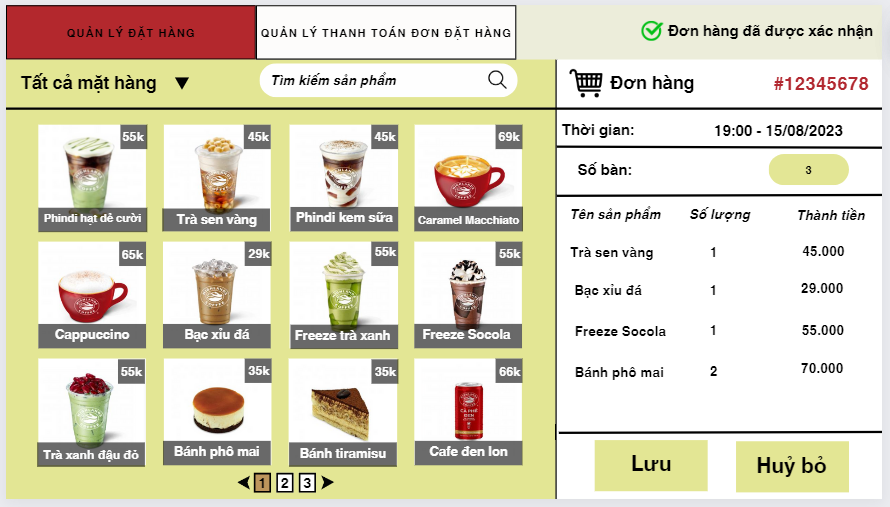 QUẢN LÝ ĐẶT HÀNG
QUẢN LÝ THANH TOÁN ĐƠN ĐẶT HÀNG
Đơn hàng đã được xác nhận
Tất cả mặt hàng
Tìm kiếm sản phẩm
Đơn hàng
#12345678
Thời gian:
19:00 - 15/08/2023
Số bàn:
3
55k
45k
45k
69k
Phindi hạt dẻ cười
Trà sen vàng
Phindi kem sữa
Caramel Macchiato
65k
29k
55k
55k
Cappuccino
Bạc xỉu đá
Freeze trà xanh
Freeze Socola
55k
35k
35k
66k
CÀ PHÊ
ĐEN
Trà xanh đậu đỏ
Bánh phô mai
Bánh tiramisu
Cafe đen lon
1 2 3
Tên sản phẩm Số lượng Thành tiền
Trà sen vàng 1 45.000
Bạc xỉu đá 1 29.000
Freeze Socola 1 55.000
Bánh phô mai 2 70.000
Lưu
Huỷ bỏ